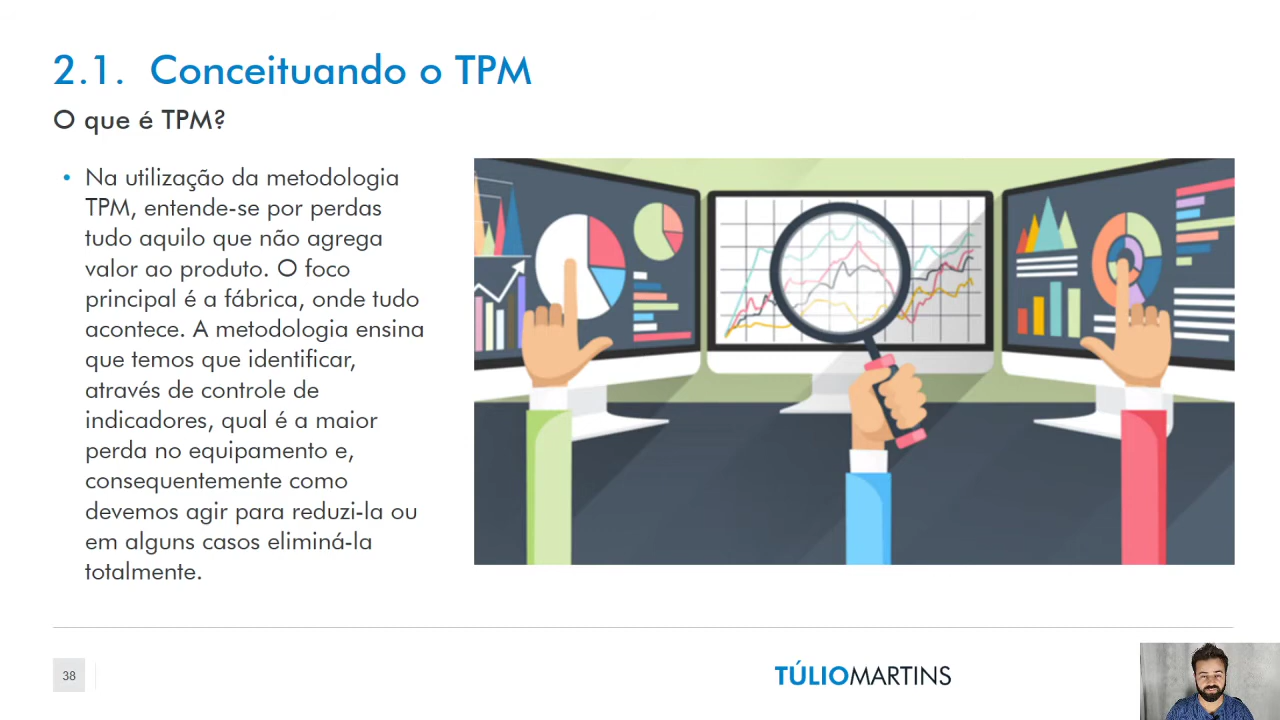 2.1. Conceituando o TPM
O que é TPM?
• Na utilização da metodologia
TPM, entende-se por perdas
tudo aquilo que não agrega
valor ao produto. O foco
principal é a fábrica, onde tudo
acontece. A metodologia ensina
que temos que identificar,
através de controle de
indicadores, qual é a maior
perda no equipamento e,
consequentemente como
devemos agir para reduzi-la ou
em alguns casos eliminá-la
totalmente.
38
TÚLIOMARTINS